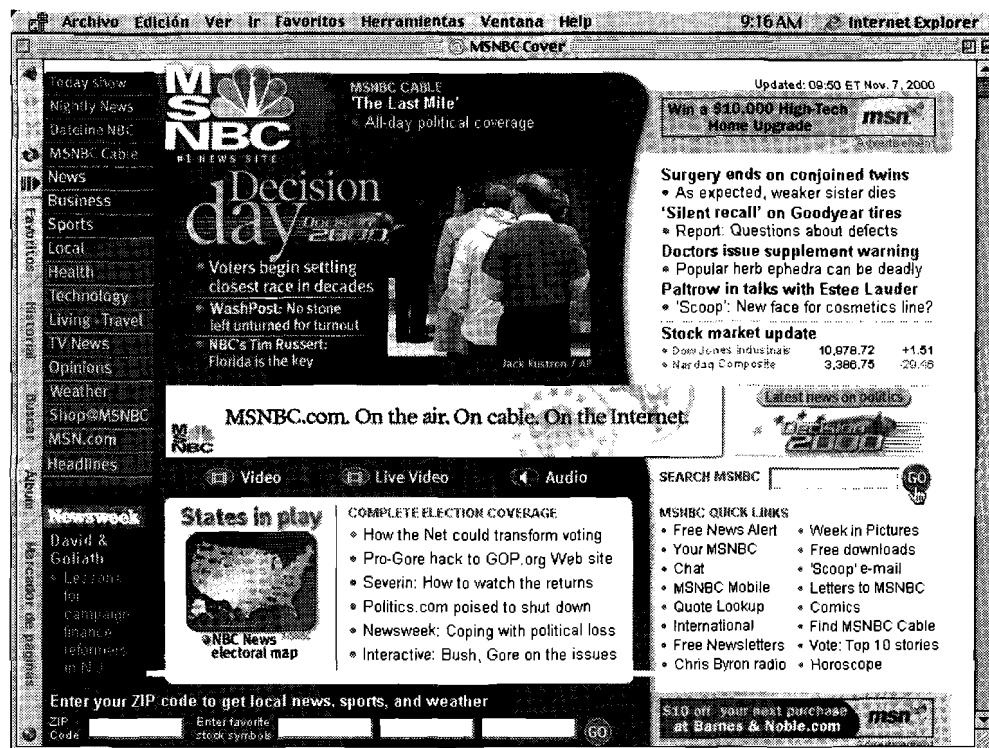 Archivo Edición Ver Ir Favoritos Herramientas Ventana Help 9:16 AM Internet Explorer
MSNBC Cover
Favoritos
Historial
Buscar
Álbum
Marcador de páginas
Today show
Nightly News
Dateline NBC
MSNBC Cable
News
Business
Sports
Local
Health
Technology
Living+Travel
TV News
Opinions
Weather
Shop@MSNBC
MSN.com
Headlines
Newsweek
David &
Goliath
• Lessons
for
campaign
finance
reformers
in N.J.
MSNBC
#1 NEWS SITE
MSNBC CABLE
'The Last Mile'
• All-day political coverage
Decision
day
Decision
2000
• Voters begin settling
closest race in decades
• WashPost: No stone
left unturned for turnout
• NBC's Tim Russert:
Florida is the key
Jack Kustron / AP
Updated: 09:50 ET Nov. 7, 2000
Win a $10,000 High-Tech
Home Upgrade
msn
Advertisement
Surgery ends on conjoined twins
• As expected, weaker sister dies
'Silent recall' on Goodyear tires
• Report: Questions about defects
Doctors issue supplement warning
• Popular herb ephedra can be deadly
Paltrow in talks with Estee Lauder
• 'Scoop': New face for cosmetics line?
Stock market update
• Dow Jones Industrials 10,978.72 +1.51
• Nasdaq Composite 3,386.75 -29.46
MSNBC
MSNBC.com. On the air. On cable. On the Internet.
Latest news on politics
Decision
2000
Video Live Video Audio
SEARCH MSNBC GO
States in play
NBC News
electoral map
COMPLETE ELECTION COVERAGE
• How the Net could transform voting
• Pro-Gore hack to GOP.org Web site
• Severin: How to watch the returns
• Politics.com poised to shut down
• Newsweek: Coping with political loss
• Interactive: Bush, Gore on the issues
MSNBC QUICK LINKS
• Free News Alert
• Your MSNBC
• Chat
• MSNBC Mobile
• Quote Lookup
• International
• Free Newsletters
• Chris Byron radio
• Week in Pictures
• Free downloads
• 'Scoop' e-mail
• Letters to MSNBC
• Comics
• Find MSNBC Cable
• Vote: Top 10 stories
• Horoscope
Enter your ZIP code to get local news, sports, and weather
ZIP
Code
Enter favorite
stock symbols
GO
$10 off your next purchase
at Barnes & Noble.com
msn